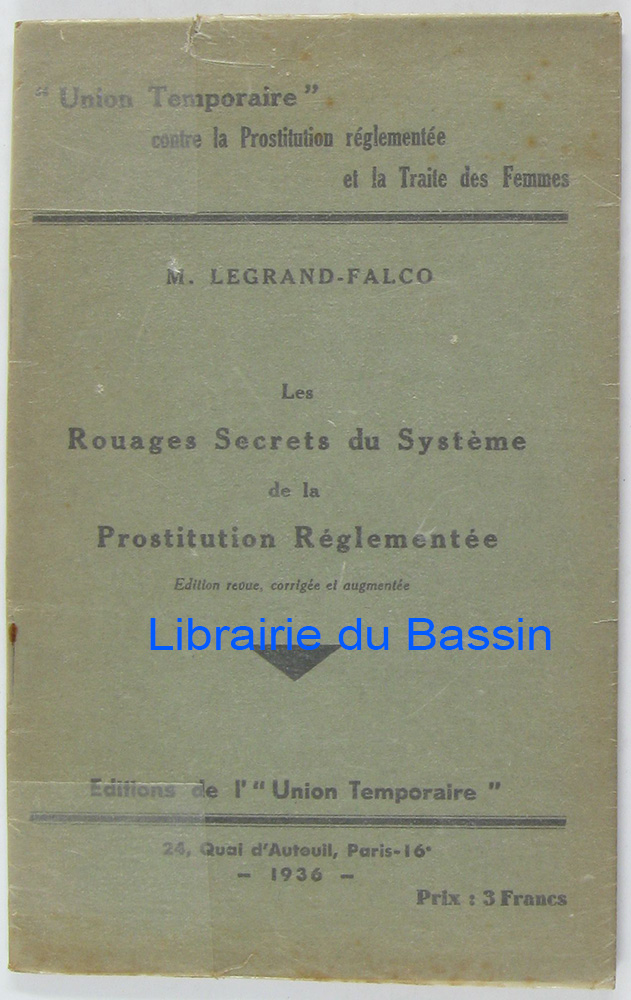 “ Union Temporaire ”
contre la Prostitution réglementée
et la Traite des Femmes
M. LEGRAND-FALCO
Les
Rouages Secrets du Système
de la
Prostitution Réglementée
Edition revue, corrigée et augmentée
Librairie du Bassin
Editions de l' “ Union Temporaire ”
24, Quai d'Auteuil, Paris-16e
— 1936 —
Prix : 3 Francs